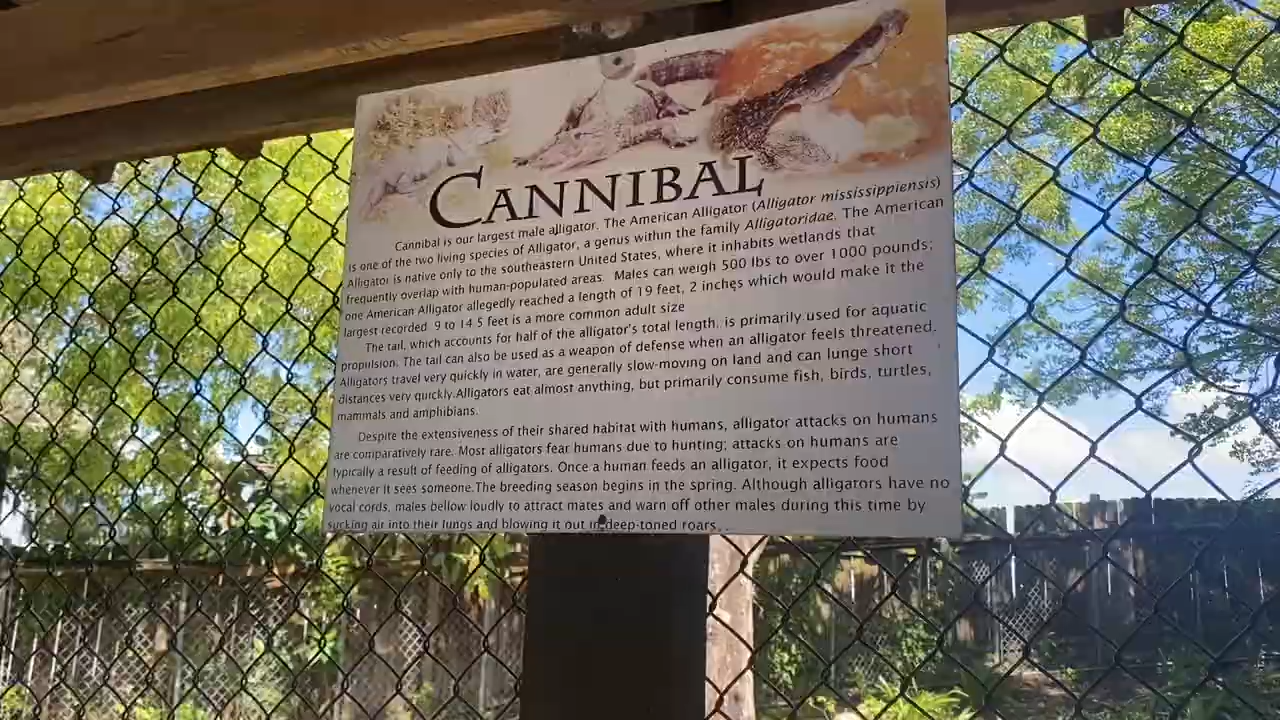 CANNIBAL
Cannibal is our largest male alligator. The American Alligator (Alligator mississippiensis)
is one of the two living species of Alligator, a genus within the family Alligatoridae. The American
Alligator is native only to the southeastern United States, where it inhabits wetlands that
frequently overlap with human-populated areas. Males can weigh 500 lbs to over 1000 pounds;
one American Alligator allegedly reached a length of 19 feet, 2 inches which would make it the
largest recorded. 9 to 14.5 feet is a more common adult size
The tail, which accounts for half of the alligator's total length, is primarily used for aquatic
propulsion. The tail can also be used as a weapon of defense when an alligator feels threatened.
Alligators travel very quickly in water, are generally slow-moving on land and can lunge short
distances very quickly.Alligators eat almost anything, but primarily consume fish, birds, turtles,
mammals and amphibians.
Despite the extensiveness of their shared habitat with humans, alligator attacks on humans
are comparatively rare. Most alligators fear humans due to hunting; attacks on humans are
typically a result of feeding of alligators. Once a human feeds an alligator, it expects food
whenever it sees someone.The breeding season begins in the spring. Although alligators have no
vocal cords, males bellow loudly to attract mates and warn off other males during this time by
sucking air into their lungs and blowing it out in deep-toned roars...